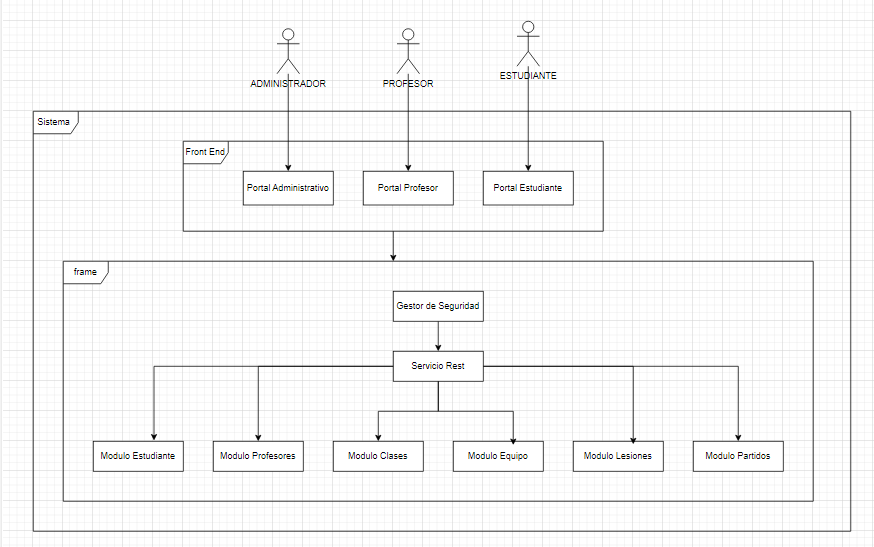 ADMINISTRADOR
PROFESOR
ESTUDIANTE
Sistema
Front End
Portal Administrativo
Portal Profesor
Portal Estudiante
frame
Gestor de Seguridad
Servicio Rest
Modulo Estudiante
Modulo Profesores
Modulo Clases
Modulo Equipo
Modulo Lesiones
Modulo Partidos